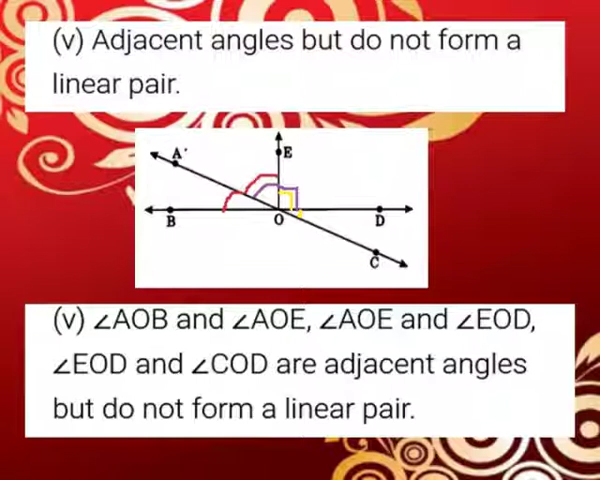 (v) Adjacent angles but do not form a
linear pair.
A
E
B
O
D
C
(v) ∠AOB and ∠AOE, ∠AOE and ∠EOD,
∠EOD and ∠COD are adjacent angles
but do not form a linear pair.